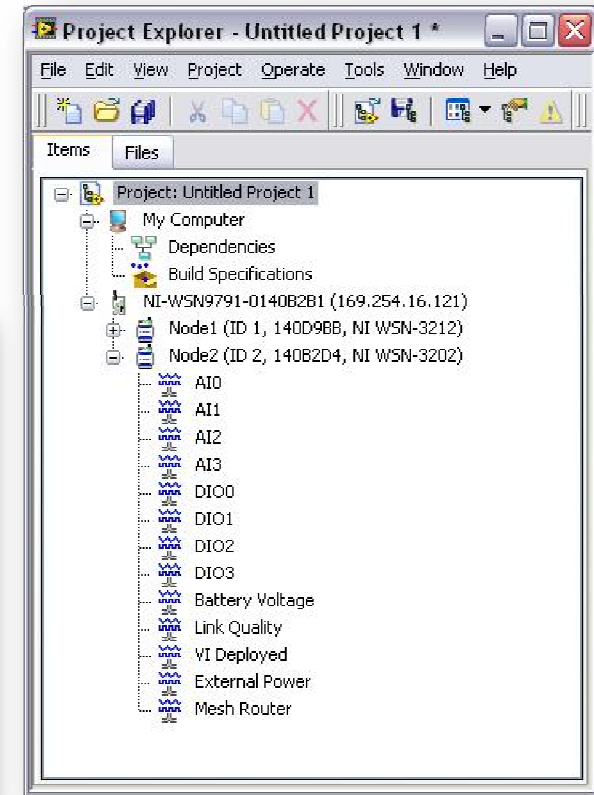 Project Explorer - Untitled Project 1 *
File Edit View Project Operate Tools Window Help
Items Files
Project: Untitled Project 1
My Computer
Dependencies
Build Specifications
NI-WSN9791-0140B2B1 (169.254.16.121)
Node1 (ID 1, 140D9BB, NI WSN-3212)
Node2 (ID 2, 140B2D4, NI WSN-3202)
AI0
AI1
AI2
AI3
DIO0
DIO1
DIO2
DIO3
Battery Voltage
Link Quality
VI Deployed
External Power
Mesh Router